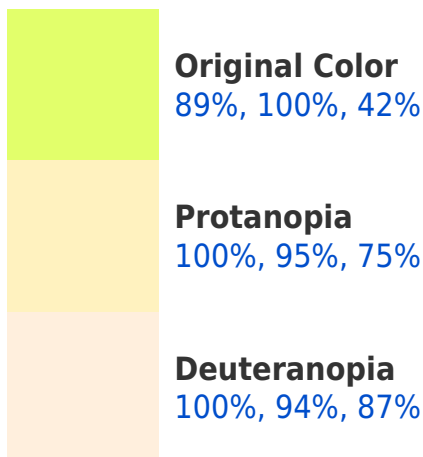 Original Color
89%, 100%, 42%
Protanopia
100%, 95%, 75%
Deuteranopia
100%, 94%, 87%